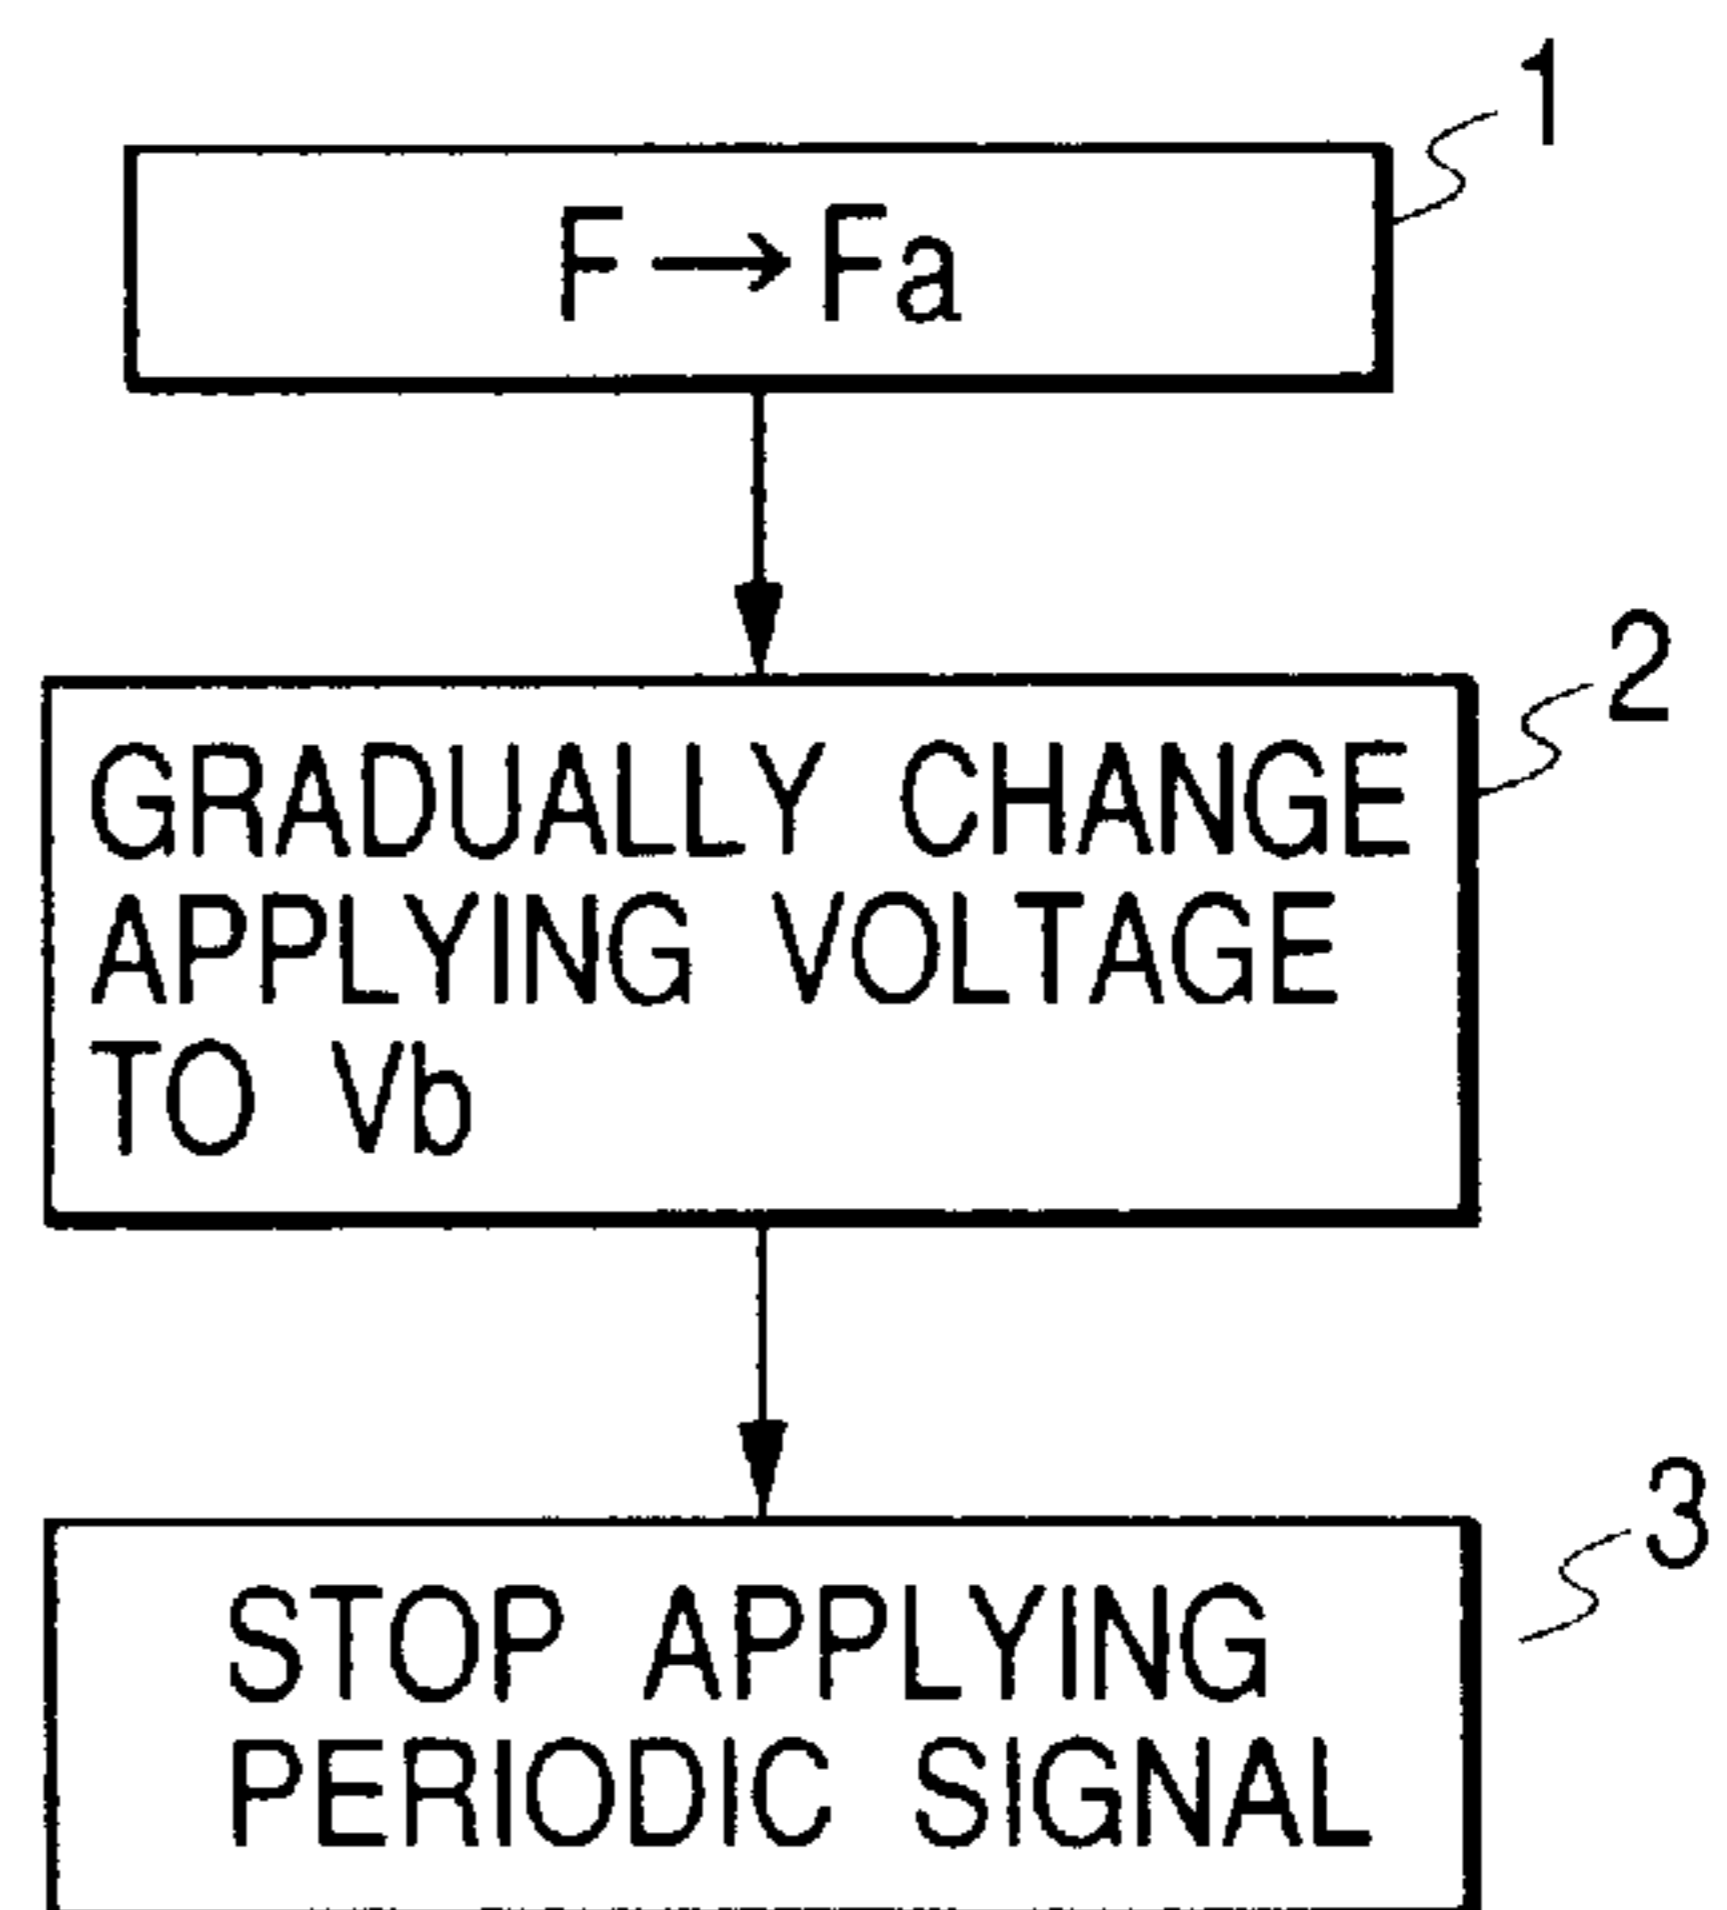 1
F→Fa
2
GRADUALLY CHANGE
APPLYING VOLTAGE
TO Vb
3
STOP APPLYING
PERIODIC SIGNAL